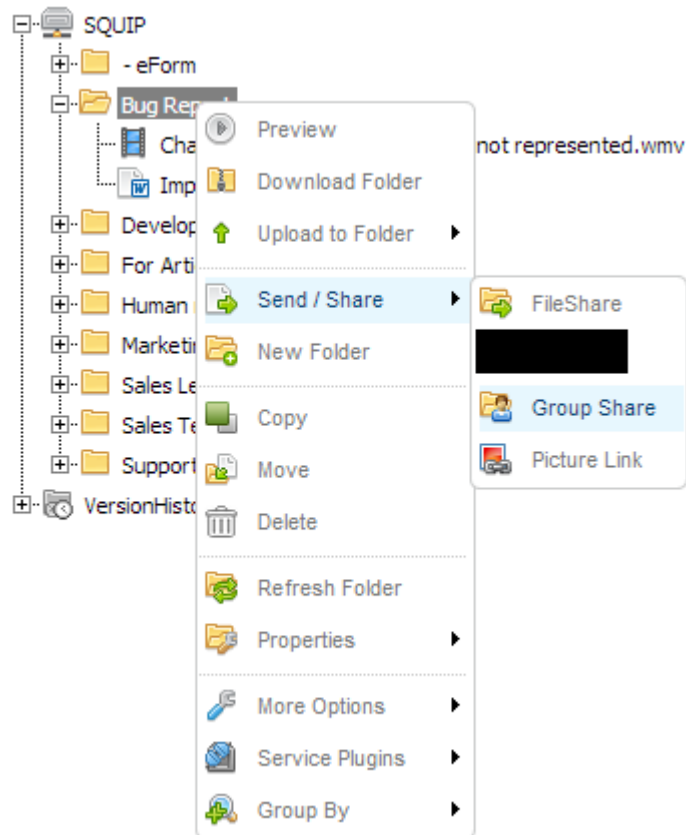 SQUIP
- eForm
Bug Report
Preview
Cha
not represented.wmv
Download Folder
Imp
Develop
Upload to Folder
For Arti
Human
Send / Share
FileShare
New Folder
Marketi
Sales Le
Copy
Group Share
Sales Te
Support
Move
Picture Link
VersionHisto
Delete
Refresh Folder
Properties
More Options
Service Plugins
Group By